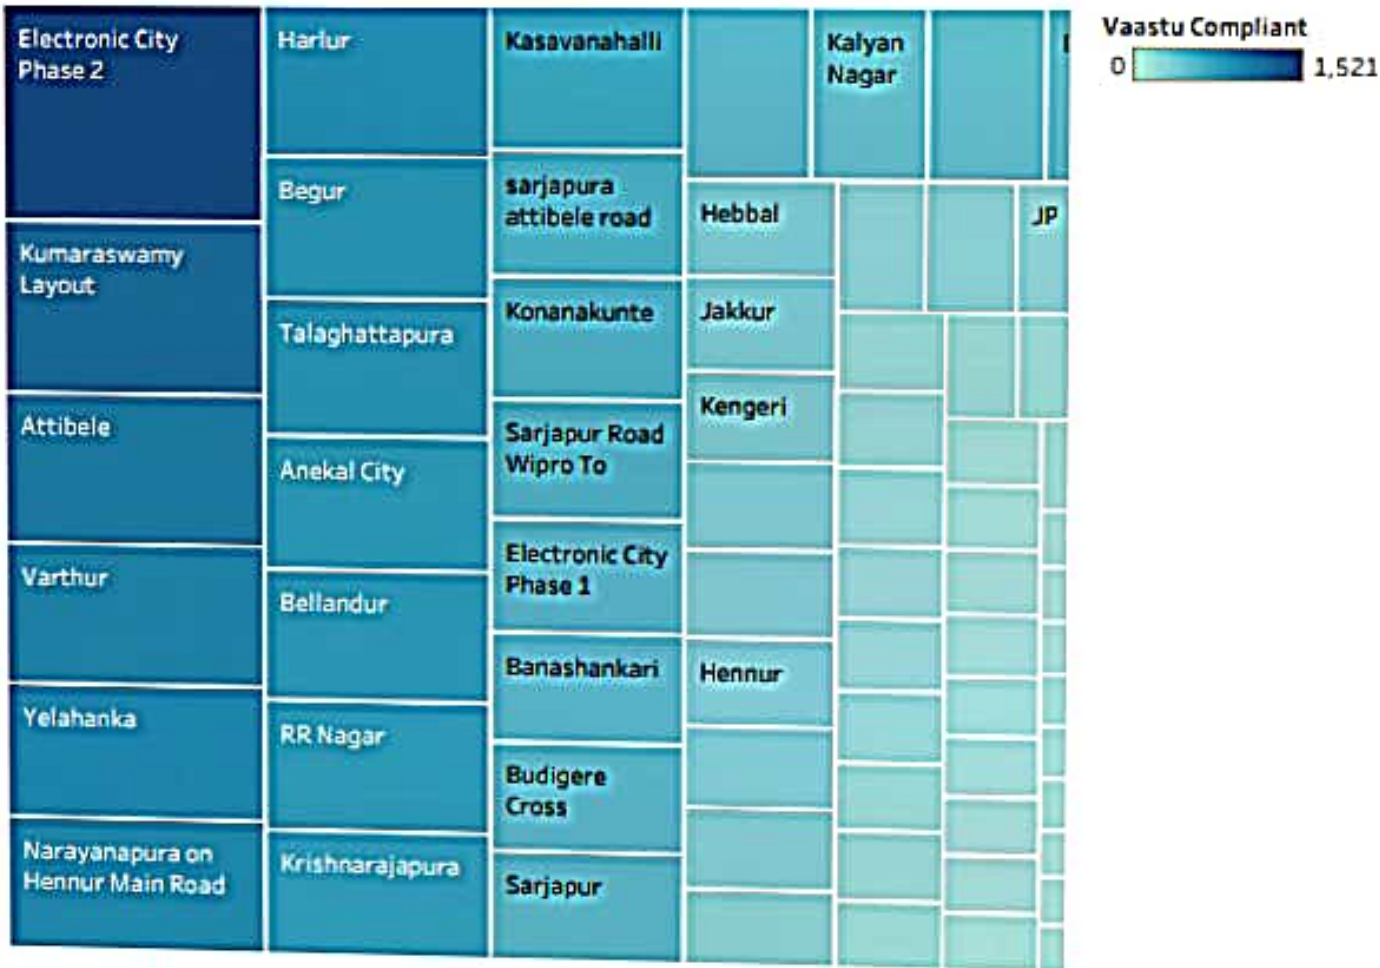 Electronic City
Phase 2
Kumaraswamy
Layout
Attibele
Varthur
Yelahanka
Narayanapura on
Hennur Main Road
Harlur
Begur
Talaghattapura
Anekal City
Bellandur
RR Nagar
Krishnarajapura
Kasavanahalli
sarjapura
attibele road
Konanakunte
Sarjapur Road
Wipro To
Electronic City
Phase 1
Banashankari
Budigere
Cross
Sarjapur
Kalyan
Nagar
Hebbal
Jakkur
Kengeri
Hennur
JP
Vaastu Compliant
0
1,521